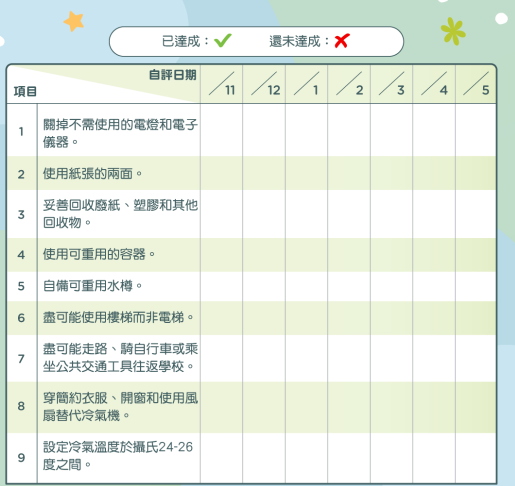 已達成：✓ 還未達成：✗
自評日期
項目
／11 ／12 ／1 ／2 ／3 ／4 ／5
1 關掉不需使用的電燈和電子
儀器。
2 使用紙張的兩面。
3 妥善回收廢紙、塑膠和其他
回收物。
4 使用可重用的容器。
5 自備可重用水樽。
6 盡可能使用樓梯而非電梯。
7 盡可能走路、騎自行車或乘
坐公共交通工具往返學校。
8 穿簡約衣服、開窗和使用風
扇替代冷氣機。
9 設定冷氣溫度於攝氏24-26
度之間。